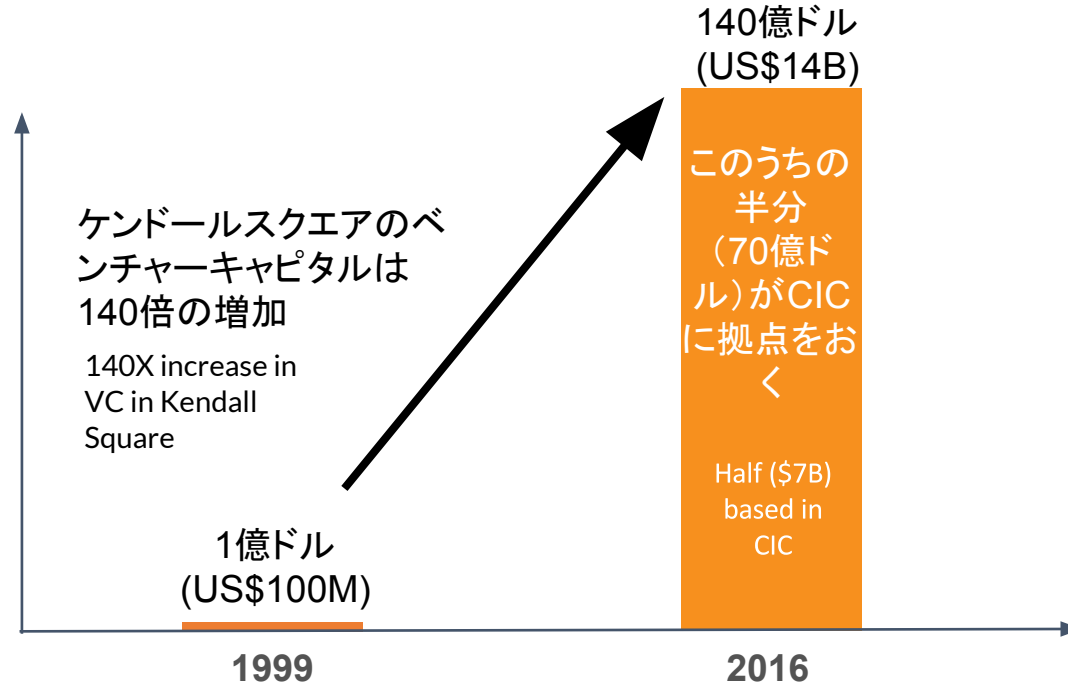 140億ドル
(US$14B)
ケンドールスクエアのベ
ンチャーキャピタルは
140倍の増加
140X increase in
VC in Kendall
Square
このうちの
半分
（70億ド
ル）がCIC
に拠点をお
く
Half ($7B)
based in
CIC
1億ドル
(US$100M)
1999
2016